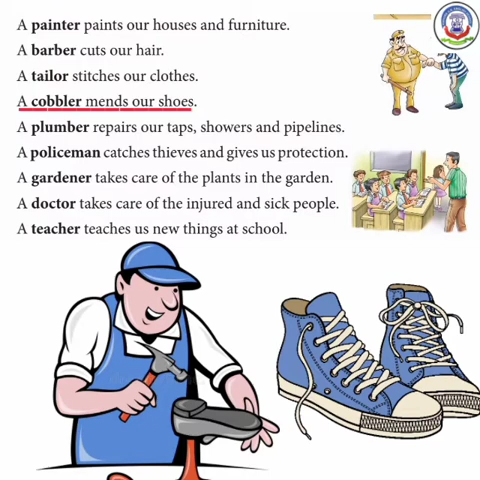 A painter paints our houses and furniture.
A barber cuts our hair.
A tailor stitches our clothes.
A cobbler mends our shoes.
A plumber repairs our taps, showers and pipelines.
A policeman catches thieves and gives us protection.
A gardener takes care of the plants in the garden.
A doctor takes care of the injured and sick people.
A teacher teaches us new things at school.